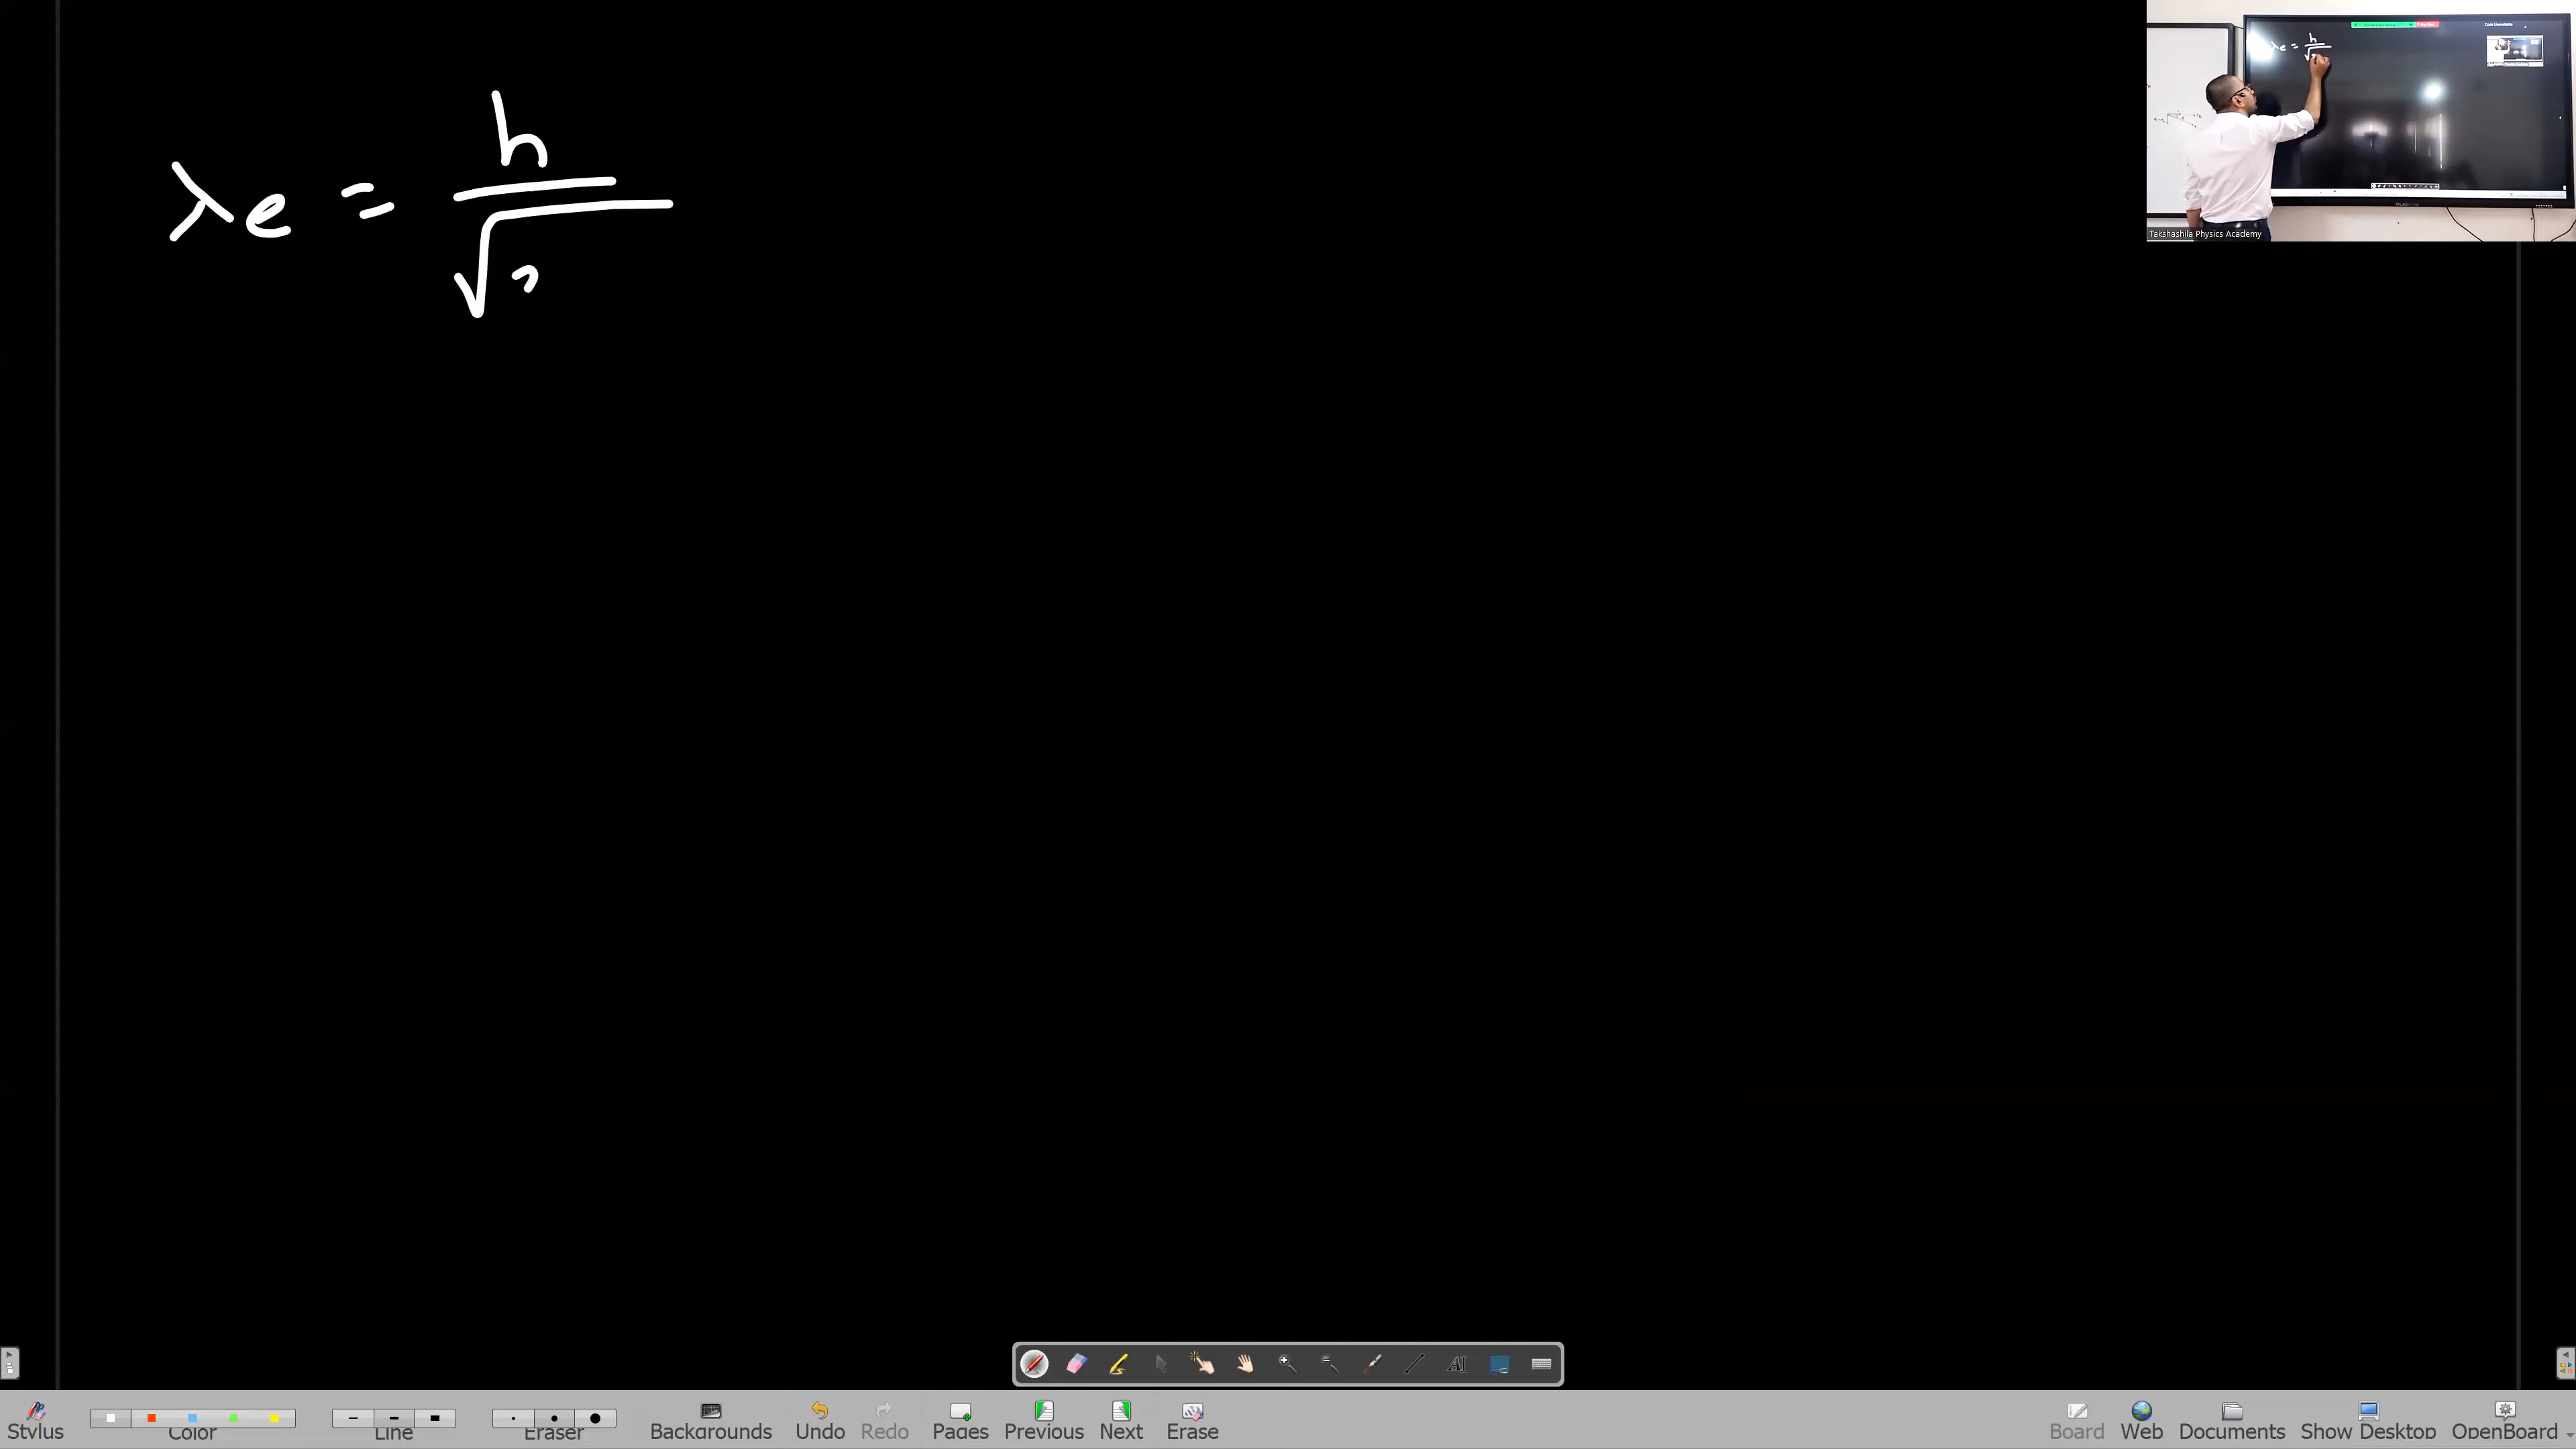 λe = h / √2
Takshashila Physics Academy
Stylus Color Line Eraser Backgrounds Undo Redo Pages Previous Next Erase Board Web Documents Show Desktop OpenBoard